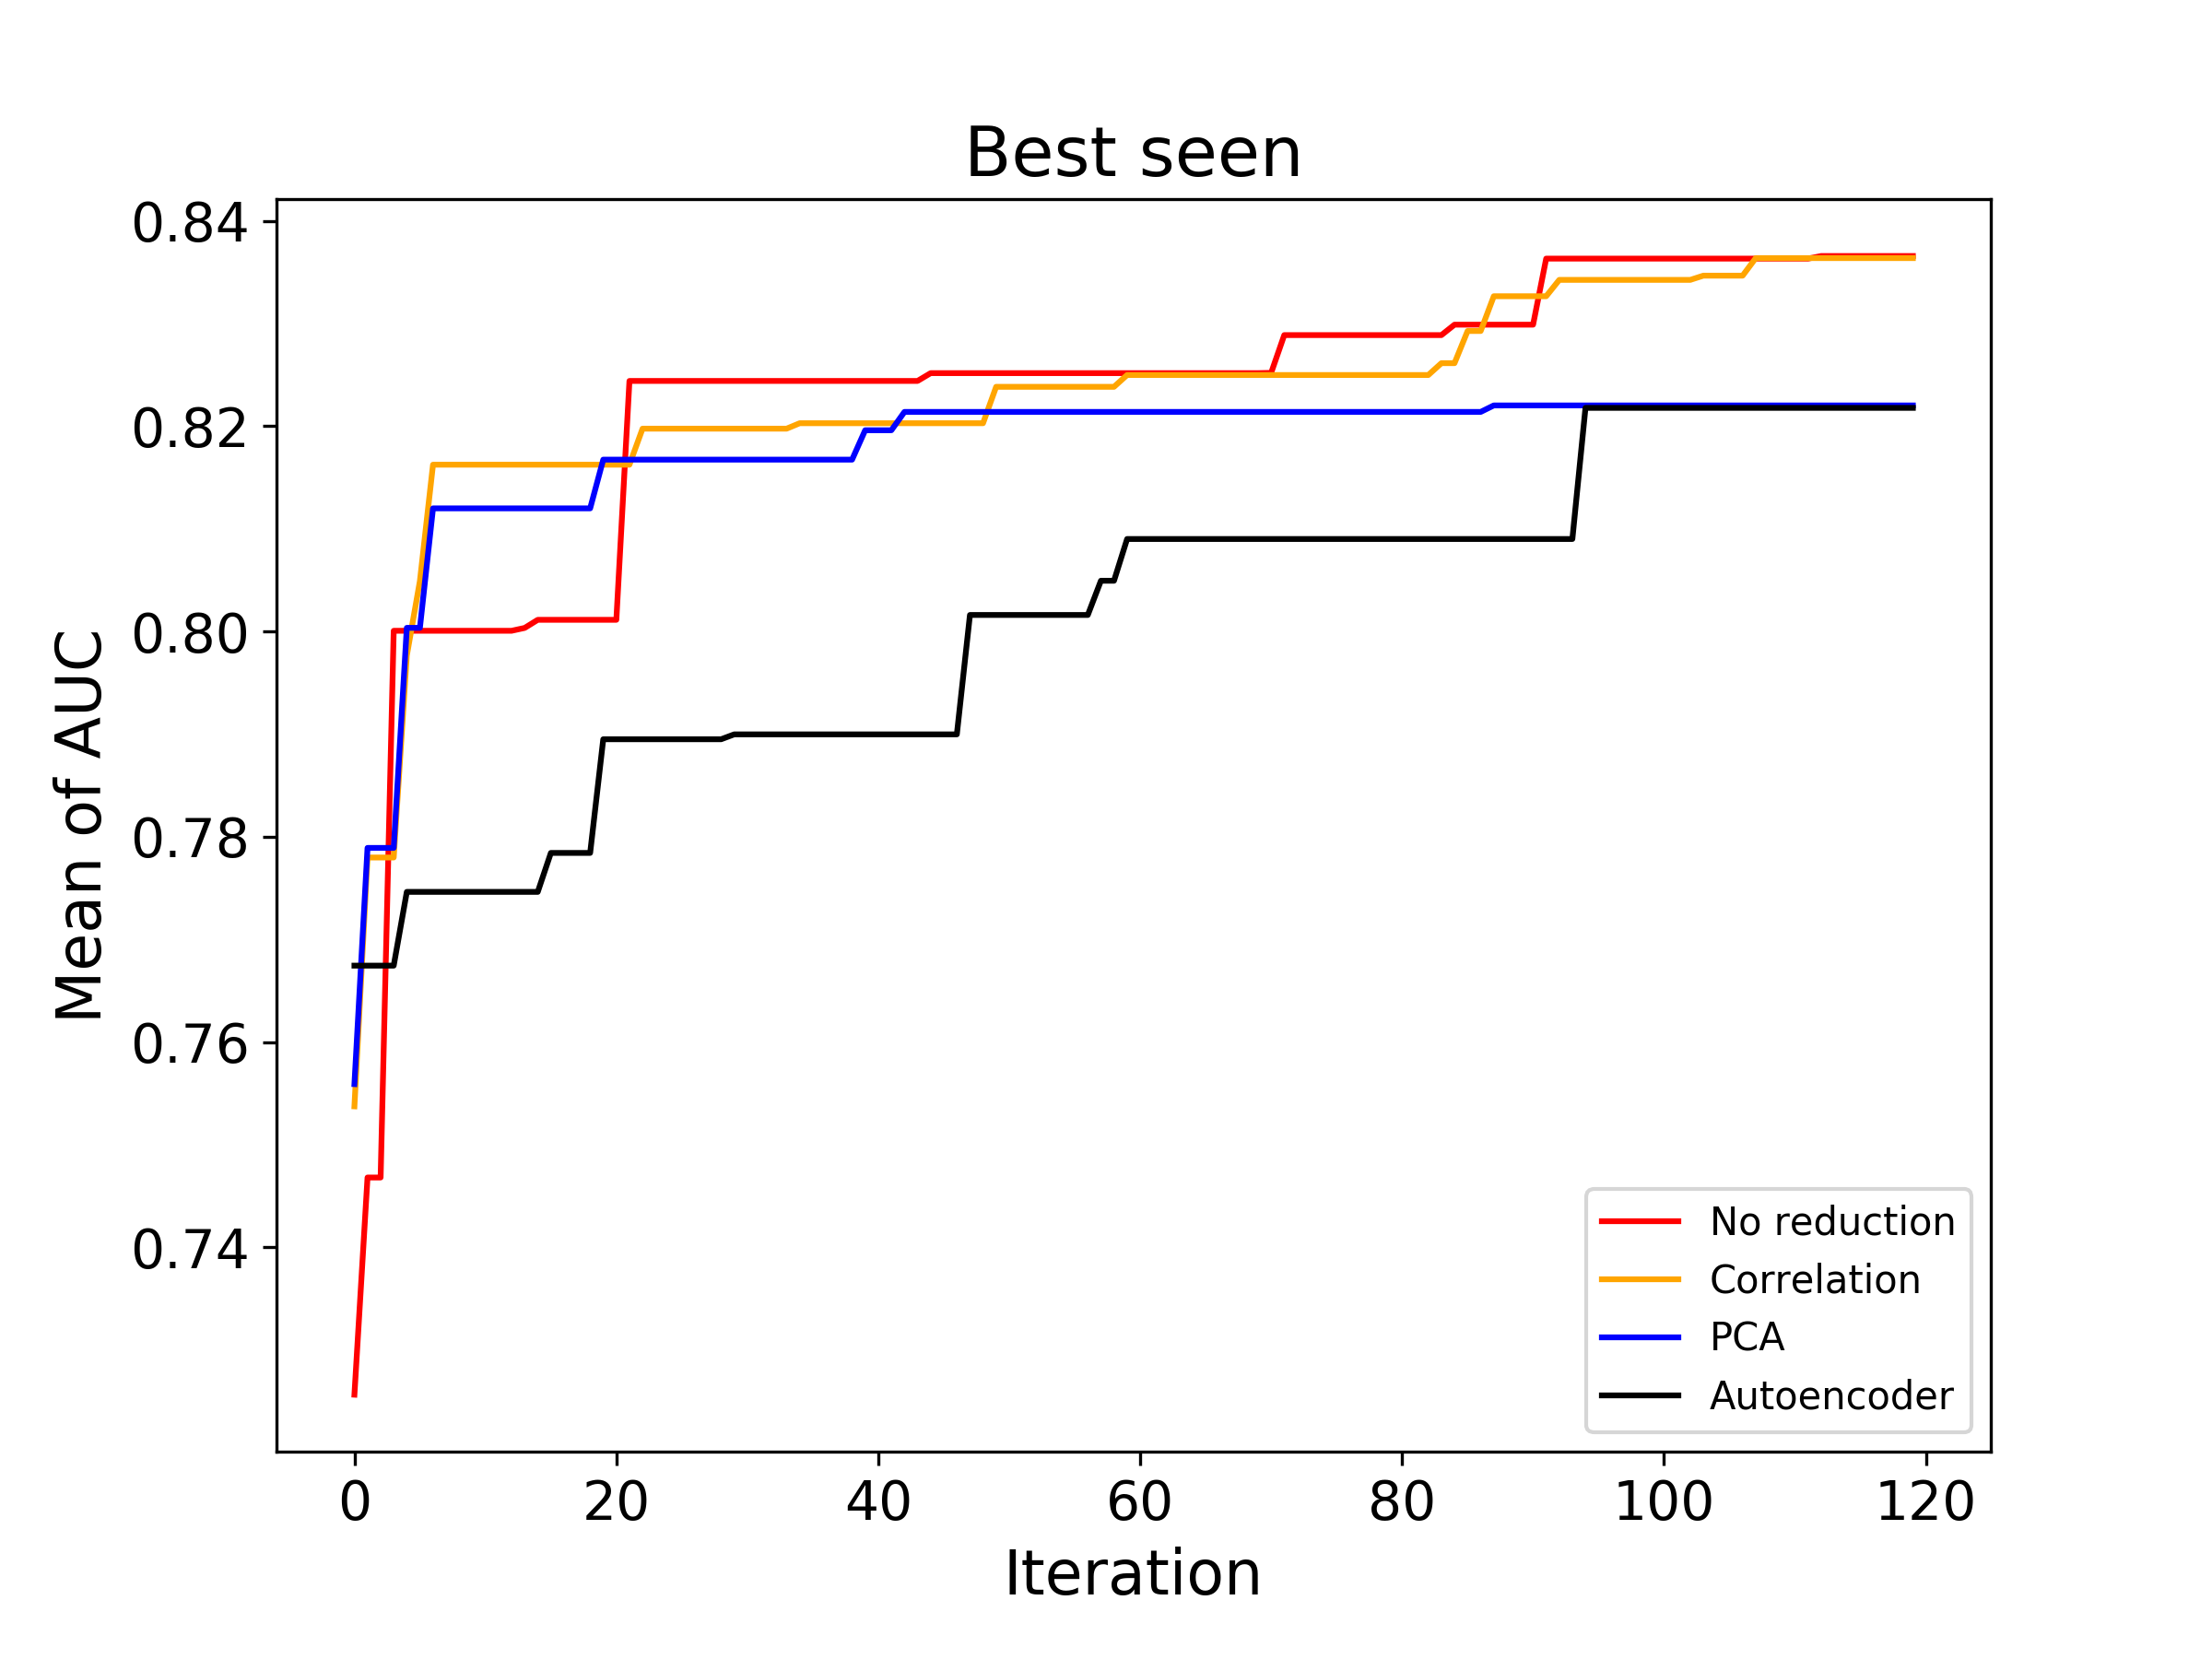 Best seen
Mean of AUC
0.84
0.82
0.80
0.78
0.76
0.74
0
20
40
60
80
100
120
Iteration
No reduction
Correlation
PCA
Autoencoder